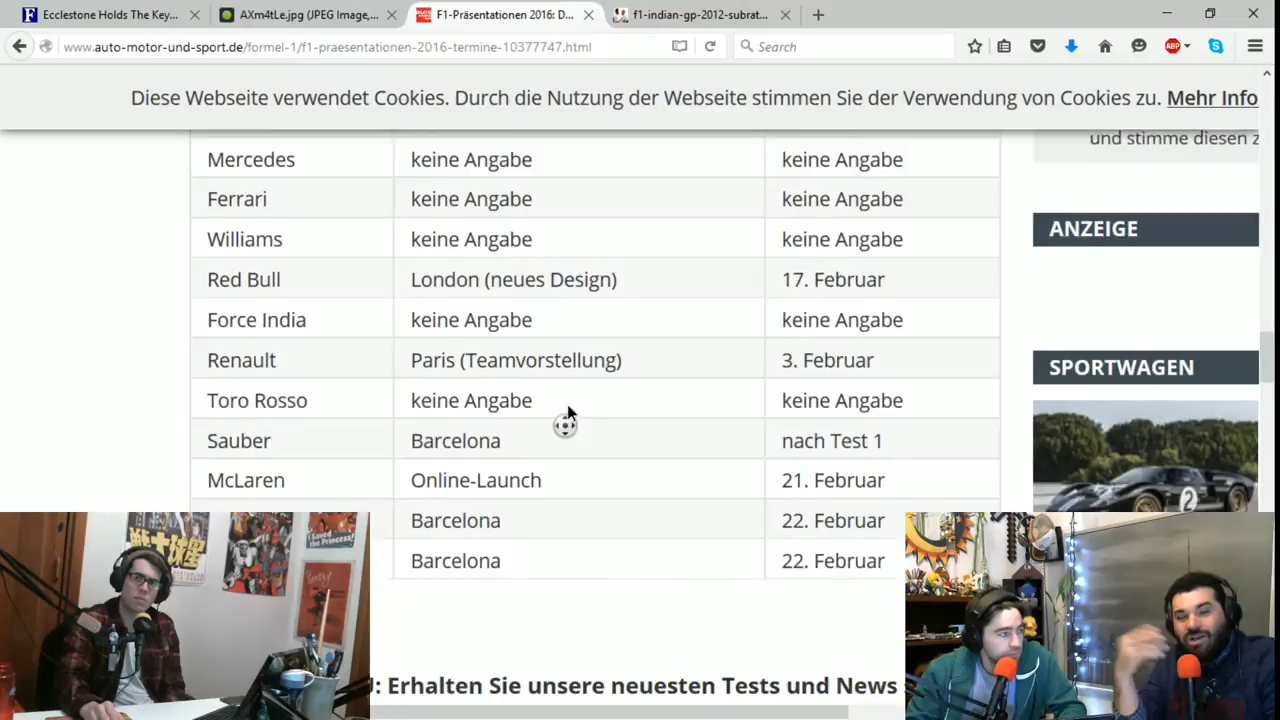 Ecclestone Holds The Key...
AXm4tLe.jpg (JPEG Image,...
F1-Präsentationen 2016: D...
f1-indian-gp-2012-subrat...
www.auto-motor-und-sport.de/formel-1/f1-praesentationen-2016-termine-10377747.html
Search
ABP
Diese Webseite verwendet Cookies. Durch die Nutzung der Webseite stimmen Sie der Verwendung von Cookies zu. Mehr Info
und stimme diesen z
Mercedes keine Angabe keine Angabe
Ferrari keine Angabe keine Angabe
Williams keine Angabe keine Angabe
Red Bull London (neues Design) 17. Februar
Force India keine Angabe keine Angabe
Renault Paris (Teamvorstellung) 3. Februar
Toro Rosso keine Angabe keine Angabe
Sauber Barcelona nach Test 1
McLaren Online-Launch 21. Februar
Barcelona 22. Februar
Barcelona 22. Februar
ANZEIGE
SPORTWAGEN
2
I Saved
the Princess!
: Erhalten Sie unsere neuesten Tests und News